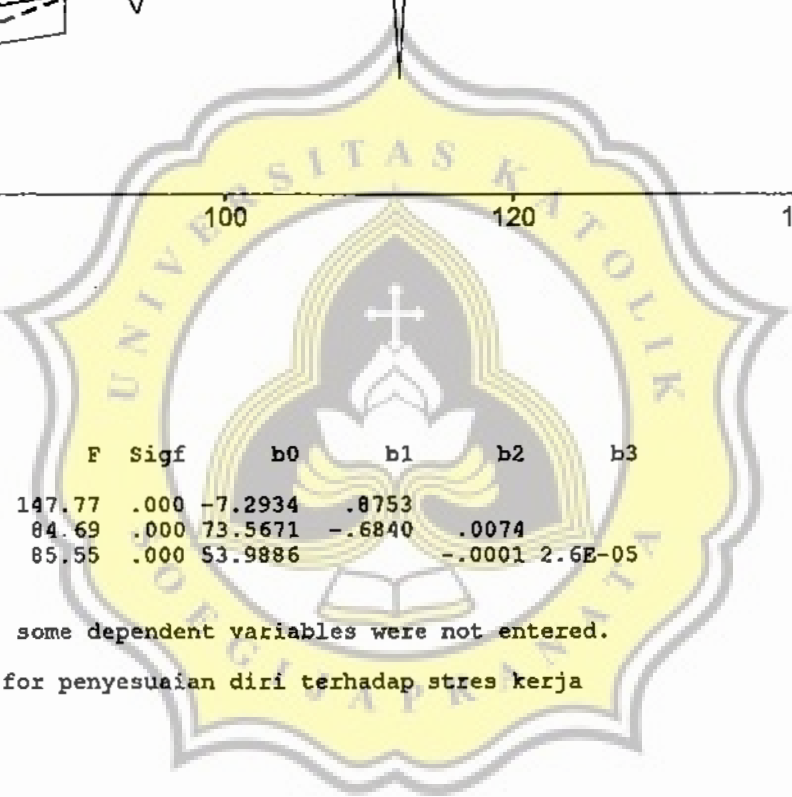 100 120 1
UNIVERSITAS KATOLIK
SOEGIJAPRANATA
F Sigf b0 b1 b2 b3
147.77 .000 -7.2934 .8753
84.69 .000 73.5671 -.6840 .0074
85.55 .000 53.9886 -.0001 2.6E-05
some dependent variables were not entered.
for penyesuaian diri terhadap stres kerja